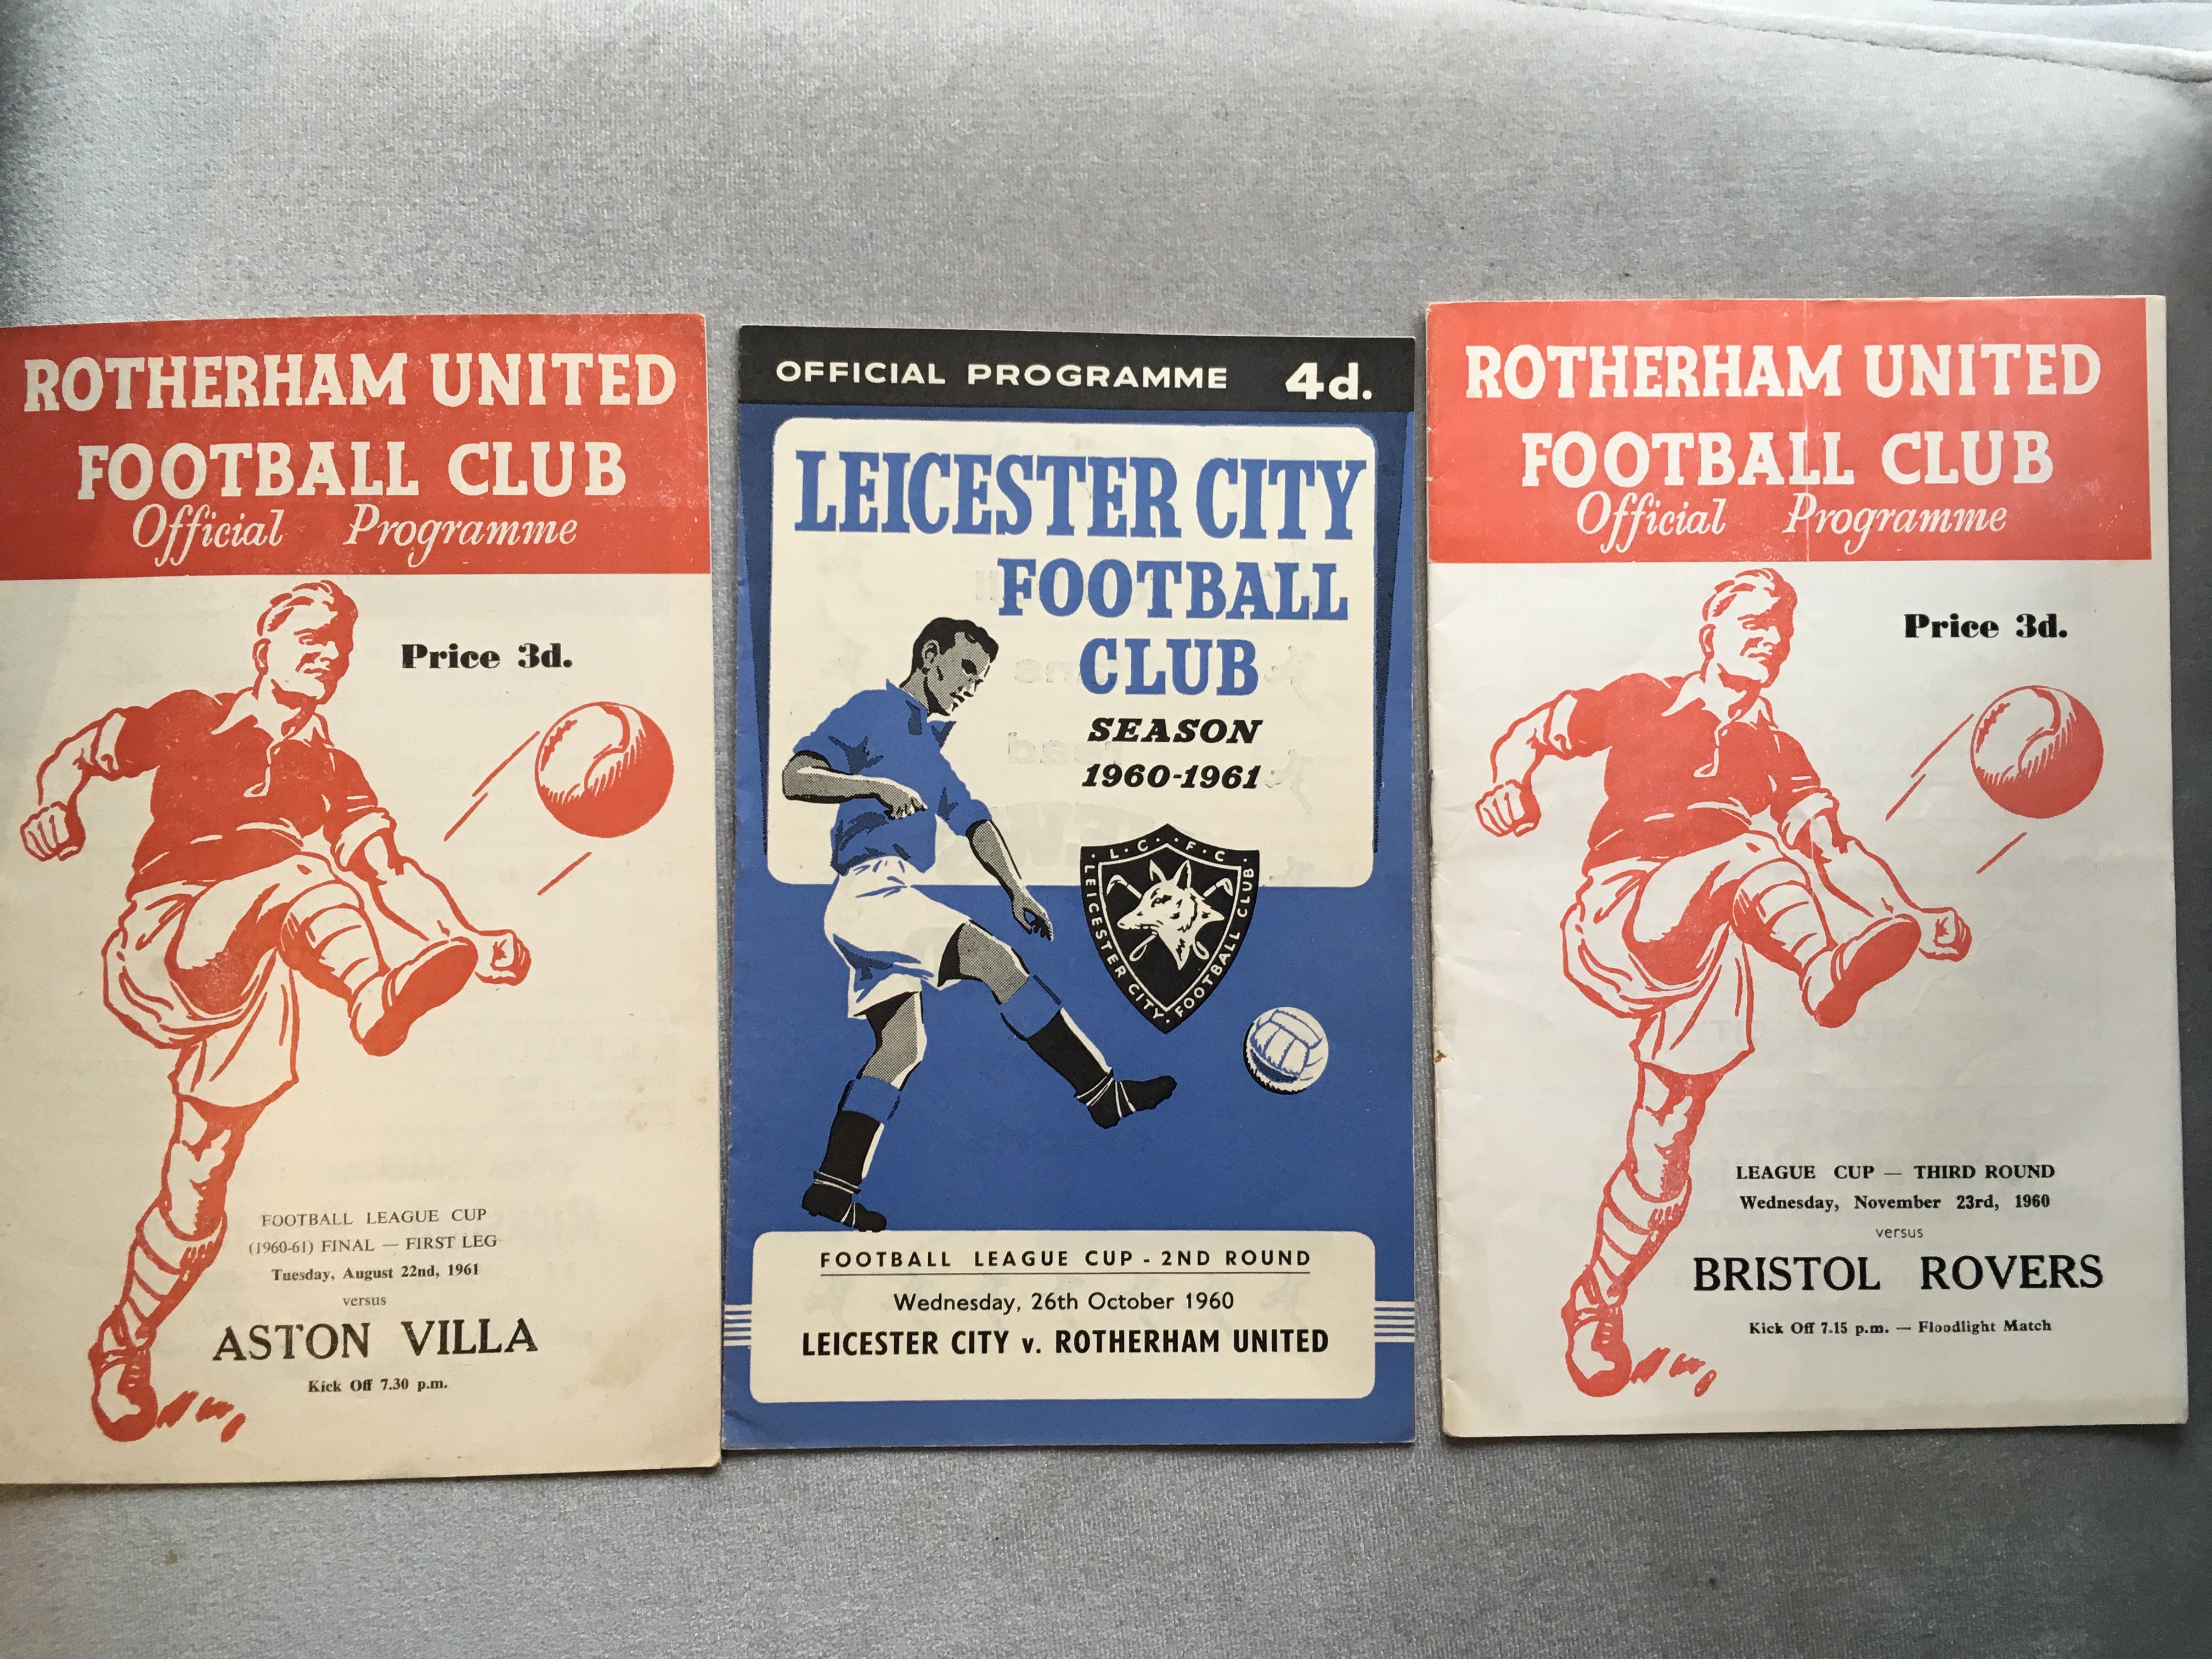 ROTHERHAM UNITED
FOOTBALL CLUB
Official Programme
Price 3d.
FOOTBALL LEAGUE CUP
(1960-61) FINAL — FIRST LEG
Tuesday, August 22nd, 1961
versus
ASTON VILLA
Kick Off 7.30 p.m.
OFFICIAL PROGRAMME 4d.
LEICESTER CITY
FOOTBALL
CLUB
SEASON
1960-1961
· L · C · F · C ·
LEICESTER CITY · FOOTBALL CLUB
FOOTBALL LEAGUE CUP - 2ND ROUND
Wednesday, 26th October 1960
LEICESTER CITY v. ROTHERHAM UNITED
ROTHERHAM UNITED
FOOTBALL CLUB
Official Programme
Price 3d.
LEAGUE CUP — THIRD ROUND
Wednesday, November 23rd, 1960
versus
BRISTOL ROVERS
Kick Off 7.15 p.m. — Floodlight Match